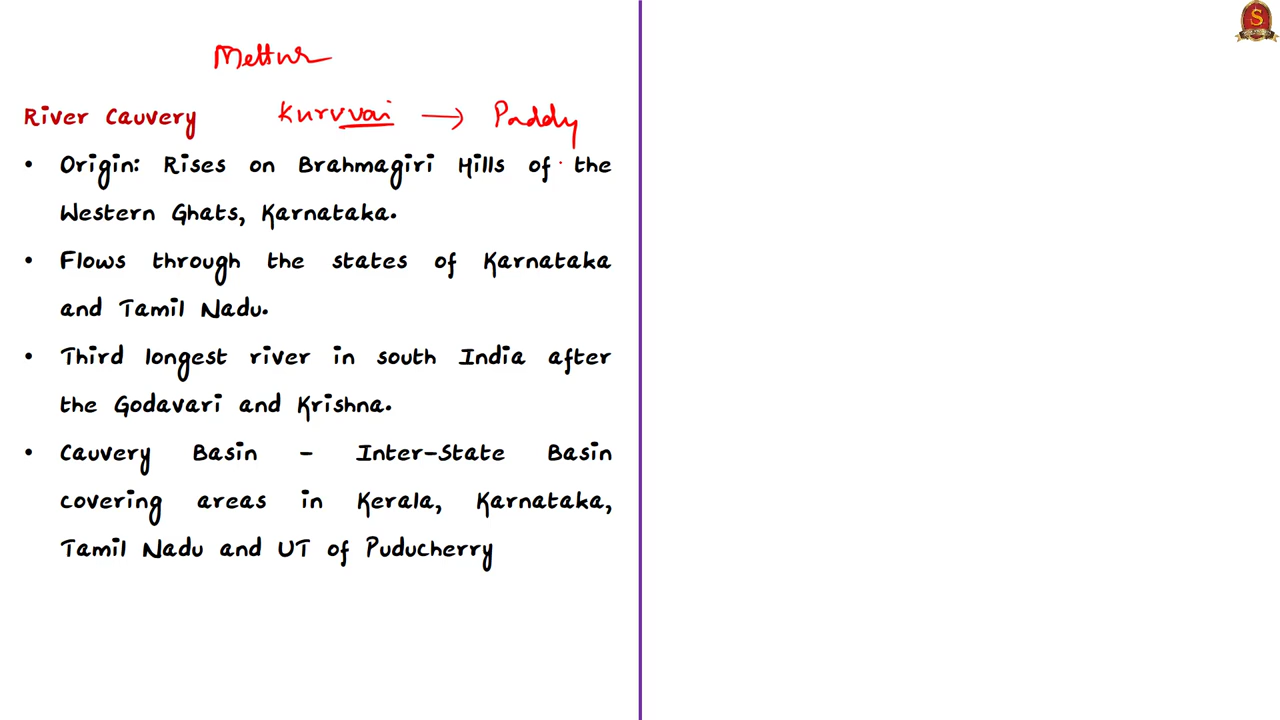 Mettur
River Cauvery Kuruvai → Paddy
• Origin: Rises on Brahmagiri Hills of the
Western Ghats, Karnataka.
• Flows through the states of Karnataka
and Tamil Nadu.
• Third longest river in south India after
the Godavari and Krishna.
• Cauvery Basin – Inter-State Basin
covering areas in Kerala, Karnataka,
Tamil Nadu and UT of Puducherry
S